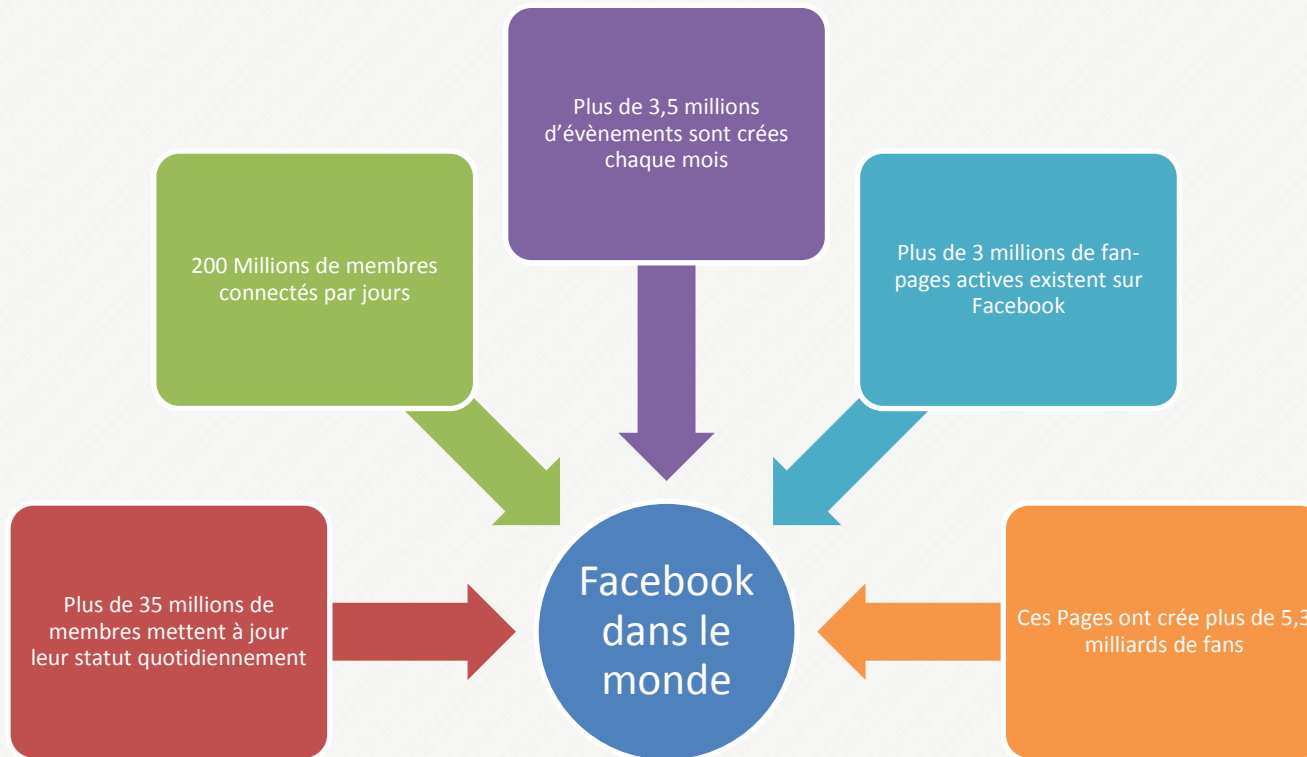 Plus de 3,5 millions
d’évènements sont crées
chaque mois
200 Millions de membres
connectés par jours
Plus de 3 millions de fan-
pages actives existent sur
Facebook
Plus de 35 millions de
membres mettent à jour
leur statut quotidiennement
Facebook
dans le
monde
Ces Pages ont crée plus de 5,3
milliards de fans